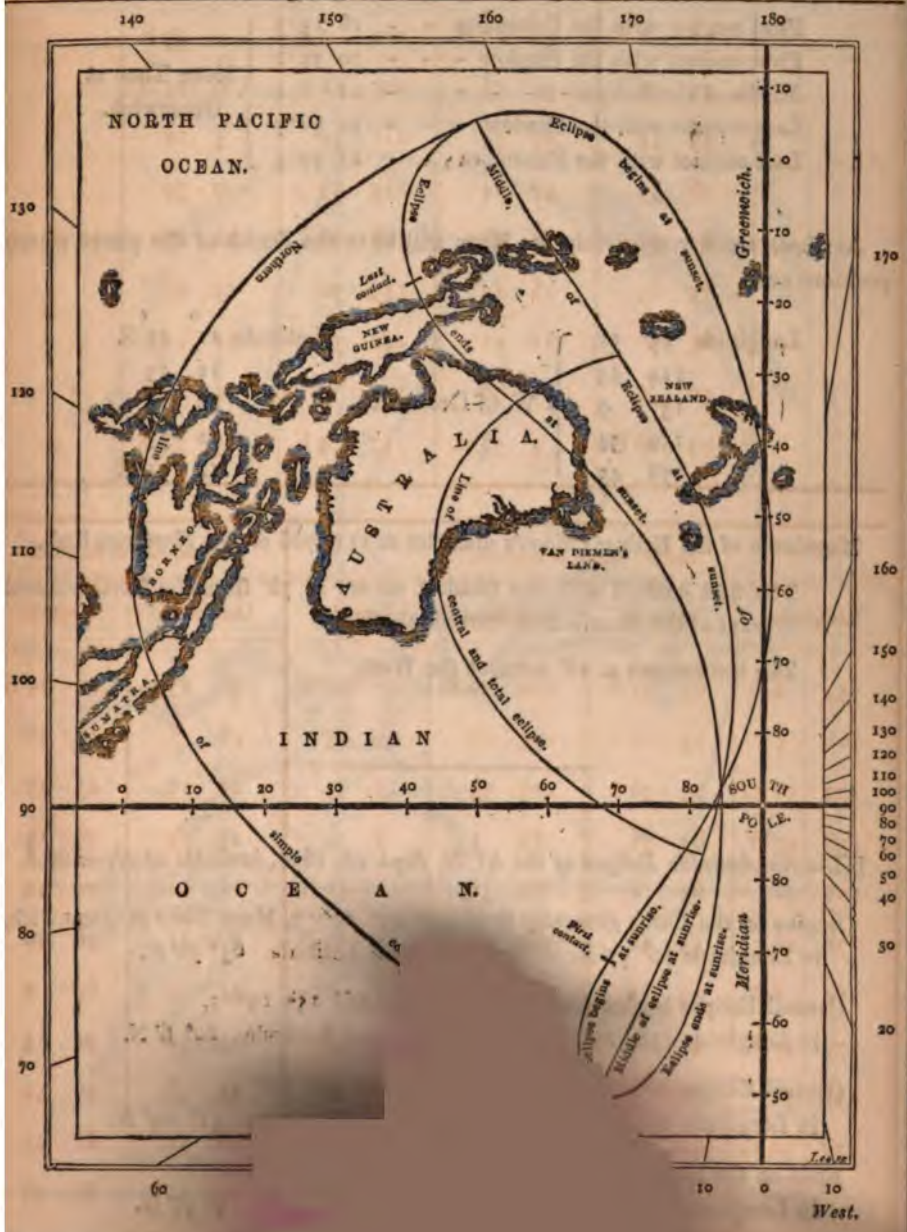 140 150 160 170 180
NORTH PACIFIC
OCEAN.
130
120
110
100
90
80
70
60
170
160
150
140
130
120
110
100
90
80
70
60
50
40
30
20
10 0 10
West.
10
0
10
20
30
40
50
60
70
80
80
70
60
50
0 10 20 30 40 50 60 70 80
Eclipse begins at sunset.
Middle of Eclipse at sunset.
Eclipse ends at sunset.
Northern line of simple
Last contact.
NEW GUINEA.
NEW ZEALAND.
AUSTRALIA.
VAN DIEMEN'S LAND.
BORNEO
SUMATRA
Line of central and total eclipse.
INDIAN
OCEAN.
SOUTH
POLE.
Meridian of Greenwich.
First contact.
Eclipse begins at sunrise.
Middle of eclipse at sunrise.
Eclipse ends at sunrise.